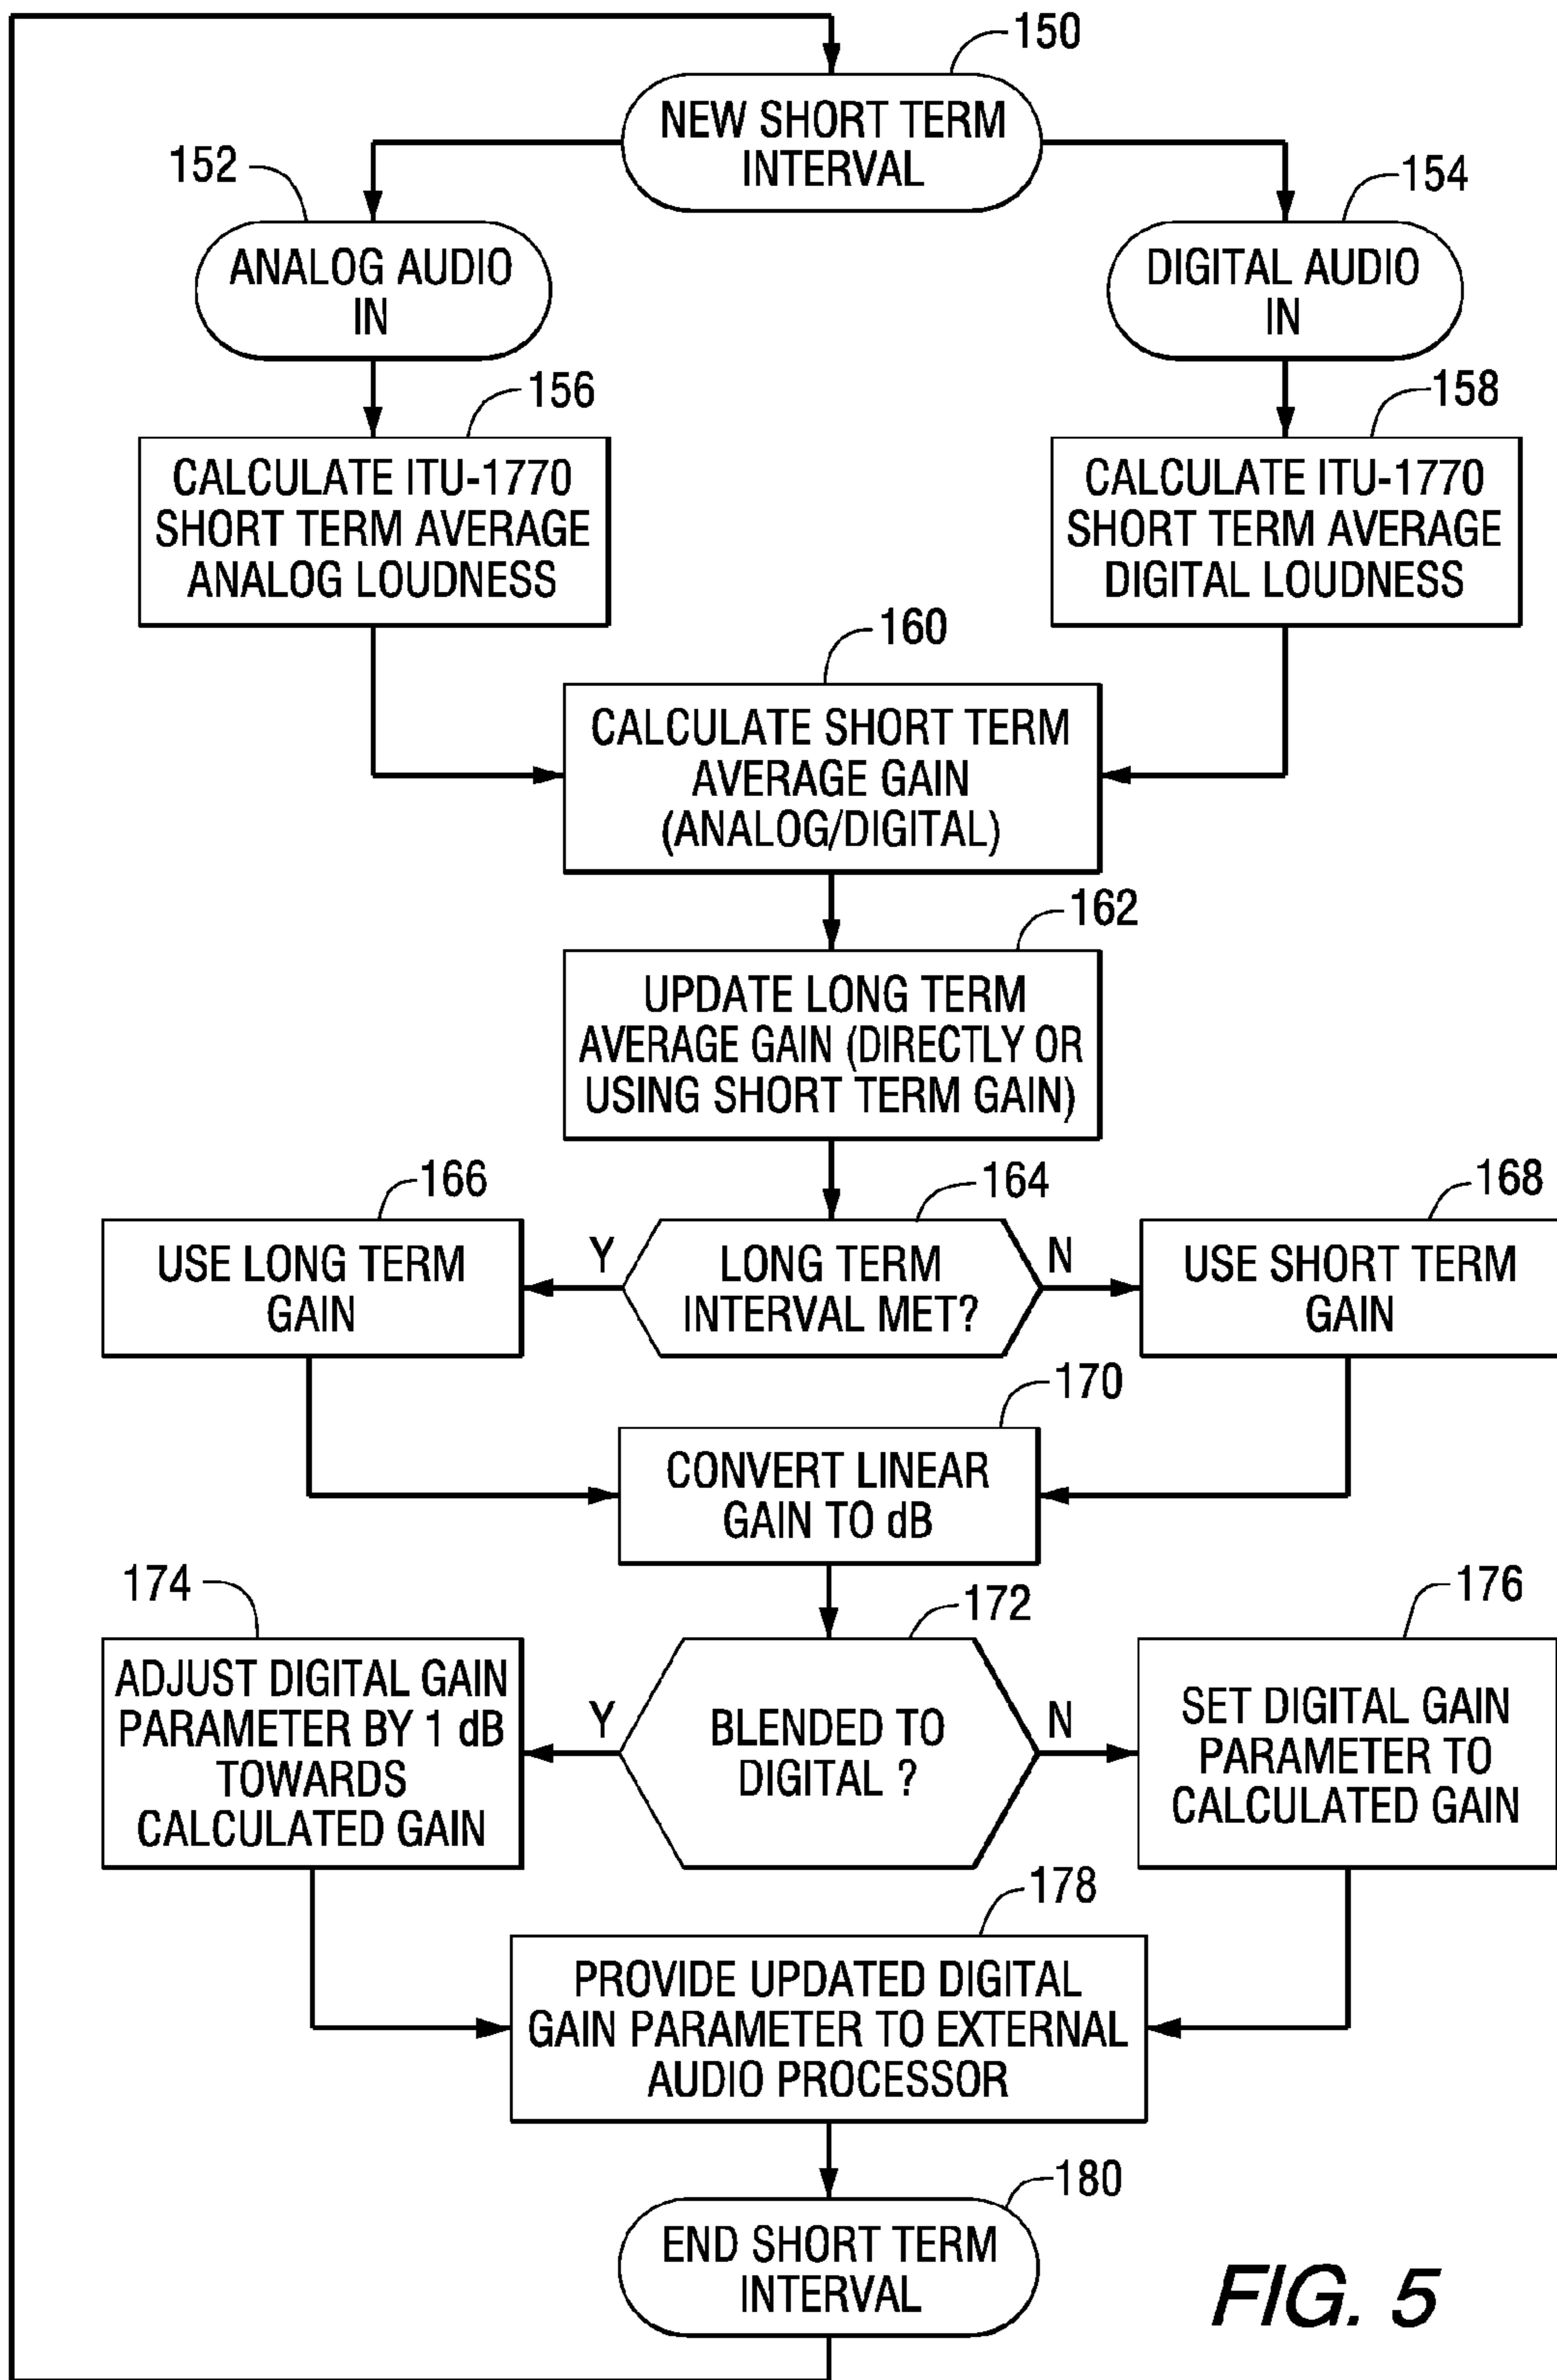 150
NEW SHORT TERM
INTERVAL
152
154
ANALOG AUDIO
IN
DIGITAL AUDIO
IN
156
158
CALCULATE ITU-1770
SHORT TERM AVERAGE
ANALOG LOUDNESS
CALCULATE ITU-1770
SHORT TERM AVERAGE
DIGITAL LOUDNESS
160
CALCULATE SHORT TERM
AVERAGE GAIN
(ANALOG/DIGITAL)
162
UPDATE LONG TERM
AVERAGE GAIN (DIRECTLY OR
USING SHORT TERM GAIN)
166
164
168
USE LONG TERM
GAIN
Y
LONG TERM
INTERVAL MET?
N
USE SHORT TERM
GAIN
170
CONVERT LINEAR
GAIN TO dB
174
172
176
ADJUST DIGITAL GAIN
PARAMETER BY 1 dB
TOWARDS
CALCULATED GAIN
Y
BLENDED TO
DIGITAL ?
N
SET DIGITAL GAIN
PARAMETER TO
CALCULATED GAIN
178
PROVIDE UPDATED DIGITAL
GAIN PARAMETER TO EXTERNAL
AUDIO PROCESSOR
180
END SHORT TERM
INTERVAL
FIG. 5